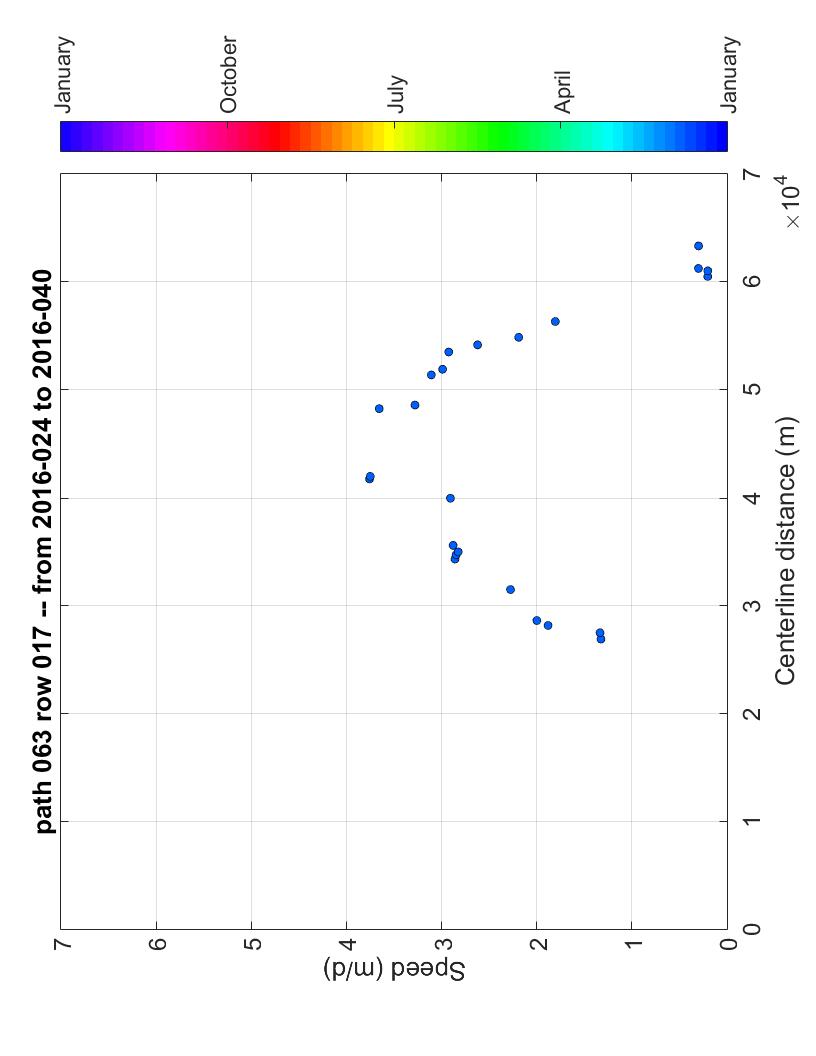 path 063 row 017 -- from 2016-024 to 2016-040
7
6
5
4
3
2
1
0
Speed (m/d)
0
1
2
3
4
5
6
7
×10⁴
Centerline distance (m)
January
October
July
April
January